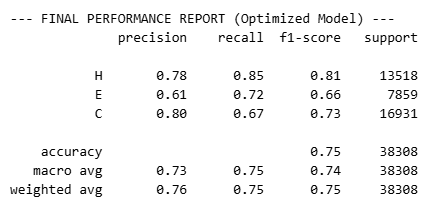 --- FINAL PERFORMANCE REPORT (Optimized Model) ---
precision recall f1-score support
H 0.78 0.85 0.81 13518
E 0.61 0.72 0.66 7859
C 0.80 0.67 0.73 16931
accuracy 0.75 38308
macro avg 0.73 0.75 0.74 38308
weighted avg 0.76 0.75 0.75 38308